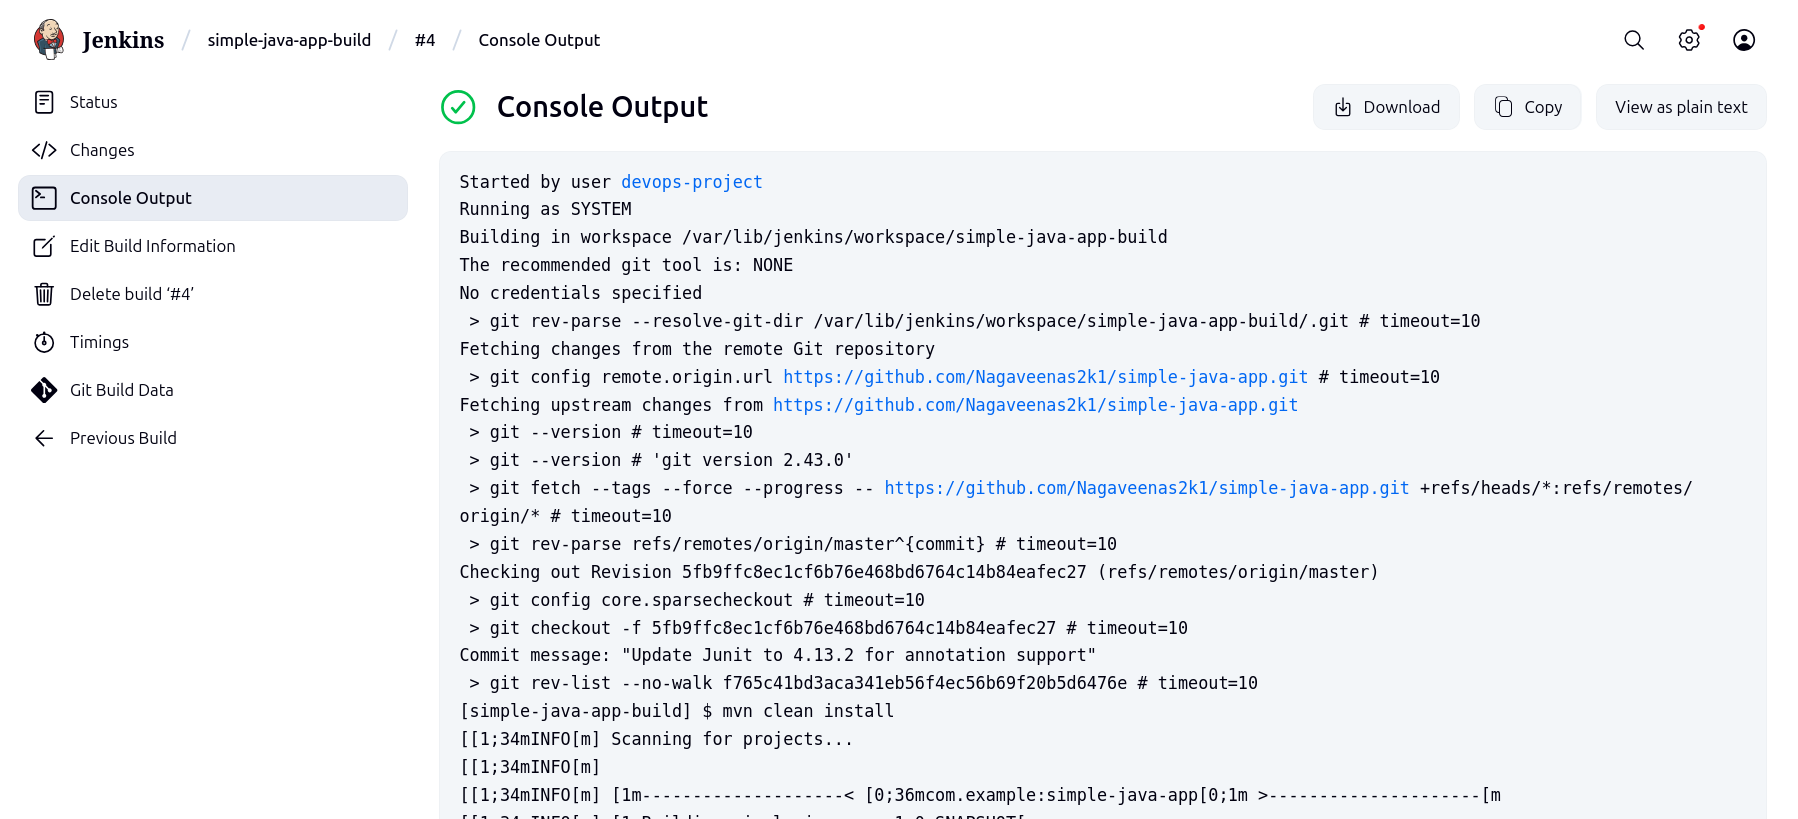 Jenkins / simple-java-app-build / #4 / Console Output
Status
Changes
Console Output
Edit Build Information
Delete build ‘#4’
Timings
Git Build Data
Previous Build
Console Output
Download
Copy
View as plain text
Started by user devops-project
Running as SYSTEM
Building in workspace /var/lib/jenkins/workspace/simple-java-app-build
The recommended git tool is: NONE
No credentials specified
 > git rev-parse --resolve-git-dir /var/lib/jenkins/workspace/simple-java-app-build/.git # timeout=10
Fetching changes from the remote Git repository
 > git config remote.origin.url https://github.com/Nagaveenas2k1/simple-java-app.git # timeout=10
Fetching upstream changes from https://github.com/Nagaveenas2k1/simple-java-app.git
 > git --version # timeout=10
 > git --version # 'git version 2.43.0'
 > git fetch --tags --force --progress -- https://github.com/Nagaveenas2k1/simple-java-app.git +refs/heads/*:refs/remotes/
origin/* # timeout=10
 > git rev-parse refs/remotes/origin/master^{commit} # timeout=10
Checking out Revision 5fb9ffc8ec1cf6b76e468bd6764c14b84eafec27 (refs/remotes/origin/master)
 > git config core.sparsecheckout # timeout=10
 > git checkout -f 5fb9ffc8ec1cf6b76e468bd6764c14b84eafec27 # timeout=10
Commit message: "Update Junit to 4.13.2 for annotation support"
 > git rev-list --no-walk f765c41bd3aca341eb56f4ec56b69f20b5d6476e # timeout=10
[simple-java-app-build] $ mvn clean install
[[1;34mINFO[m] Scanning for projects...
[[1;34mINFO[m]
[[1;34mINFO[m] [1m--------------------< [0;36mcom.example:simple-java-app[0;1m >---------------------[m